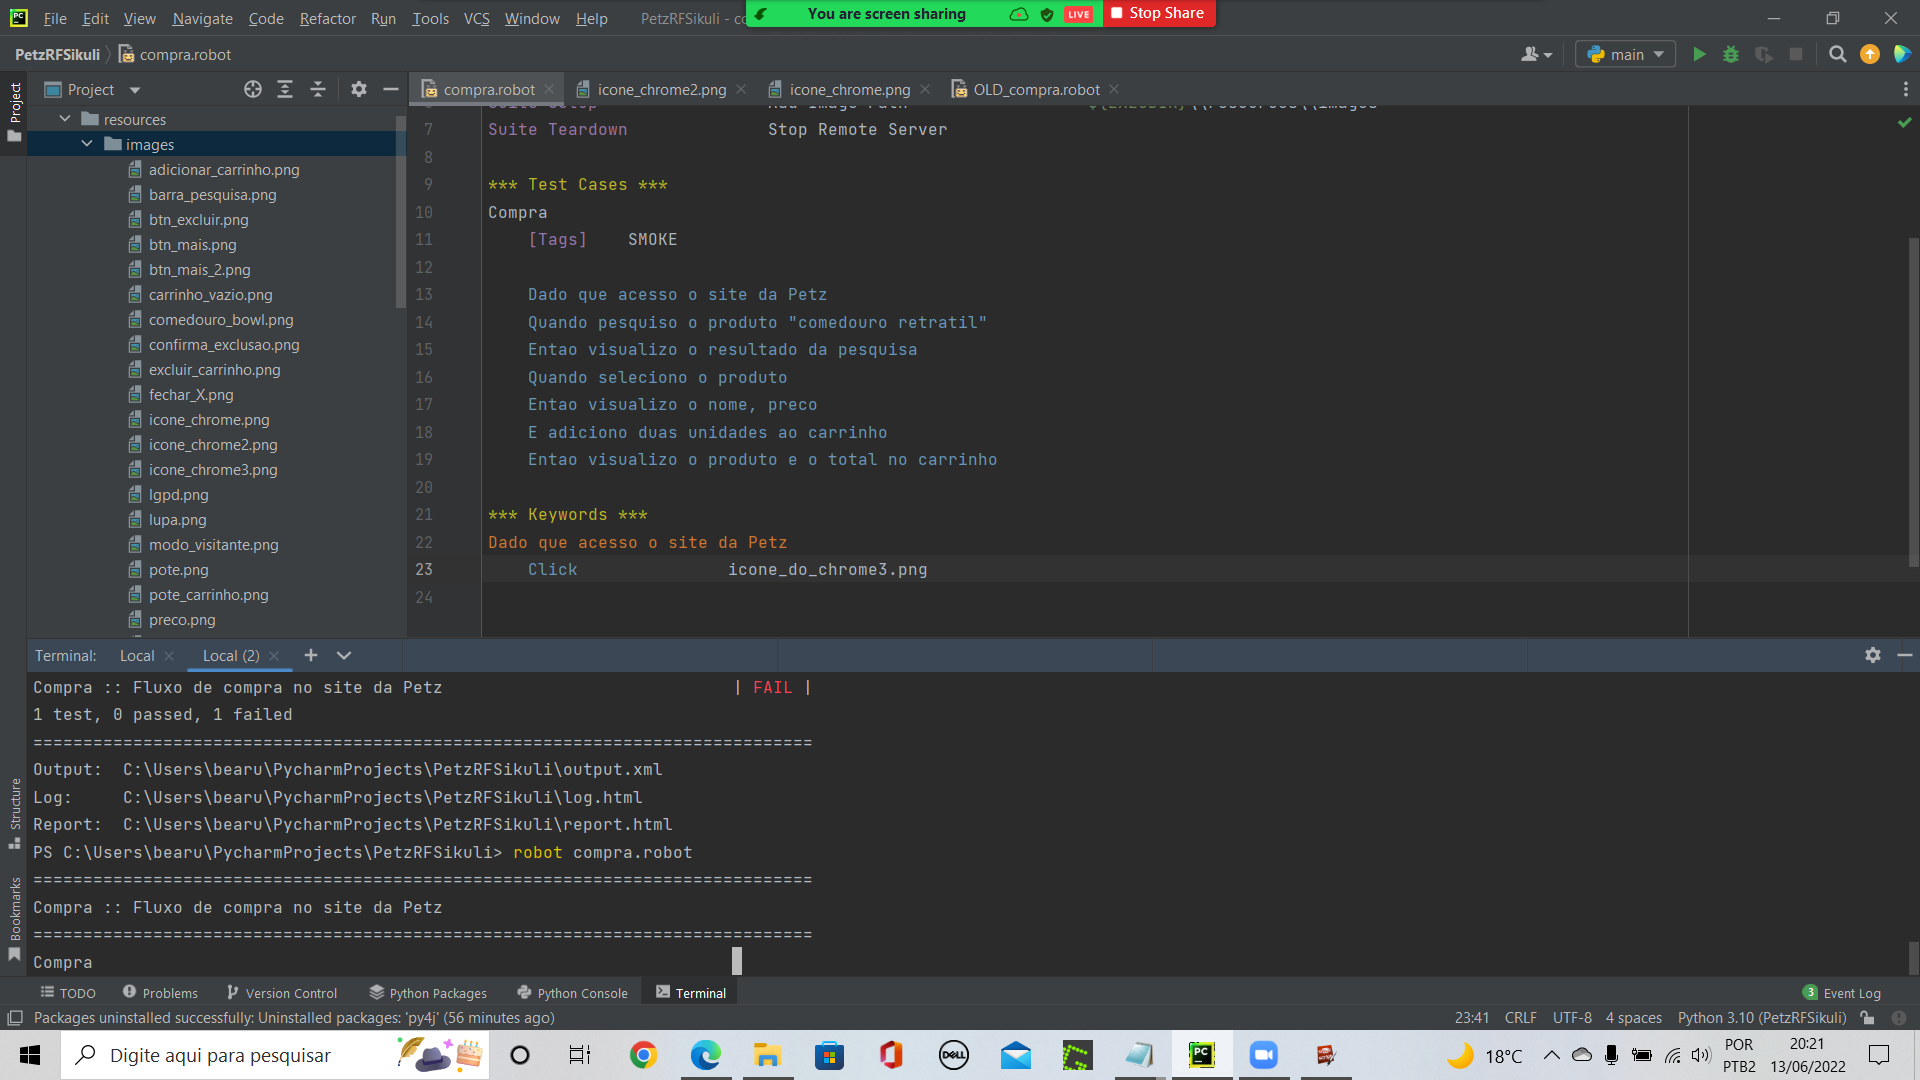 File Edit View Navigate Code Refactor Run Tools VCS Window Help PetzRFSikuli - co
You are screen sharing LIVE Stop Share
PetzRFSikuli compra.robot
main
Project
compra.robot icone_chrome2.png icone_chrome.png OLD_compra.robot
Project
resources
images
adicionar_carrinho.png
barra_pesquisa.png
btn_excluir.png
btn_mais.png
btn_mais_2.png
carrinho_vazio.png
comedouro_bowl.png
confirma_exclusao.png
excluir_carrinho.png
fechar_X.png
icone_chrome.png
icone_chrome2.png
icone_chrome3.png
lgpd.png
lupa.png
modo_visitante.png
pote.png
pote_carrinho.png
preco.png
7 Suite Teardown Stop Remote Server
8
9 *** Test Cases ***
10 Compra
11 [Tags] SMOKE
12
13 Dado que acesso o site da Petz
14 Quando pesquiso o produto "comedouro retratil"
15 Entao visualizo o resultado da pesquisa
16 Quando seleciono o produto
17 Entao visualizo o nome, preco
18 E adiciono duas unidades ao carrinho
19 Entao visualizo o produto e o total no carrinho
20
21 *** Keywords ***
22 Dado que acesso o site da Petz
23 Click icone_do_chrome3.png
24
Terminal: Local Local (2)
Compra :: Fluxo de compra no site da Petz | FAIL |
1 test, 0 passed, 1 failed
==============================================================================
Output: C:\Users\bearu\PycharmProjects\PetzRFSikuli\output.xml
Log: C:\Users\bearu\PycharmProjects\PetzRFSikuli\log.html
Report: C:\Users\bearu\PycharmProjects\PetzRFSikuli\report.html
PS C:\Users\bearu\PycharmProjects\PetzRFSikuli> robot compra.robot
==============================================================================
Compra :: Fluxo de compra no site da Petz
==============================================================================
Compra
Structure
Bookmarks
TODO Problems Version Control Python Packages Python Console Terminal 3 Event Log
Packages uninstalled successfully: Uninstalled packages: 'py4j' (56 minutes ago) 23:41 CRLF UTF-8 4 spaces Python 3.10 (PetzRFSikuli)
Digite aqui para pesquisar
DELL
18°C
POR
PTB2
20:21
13/06/2022